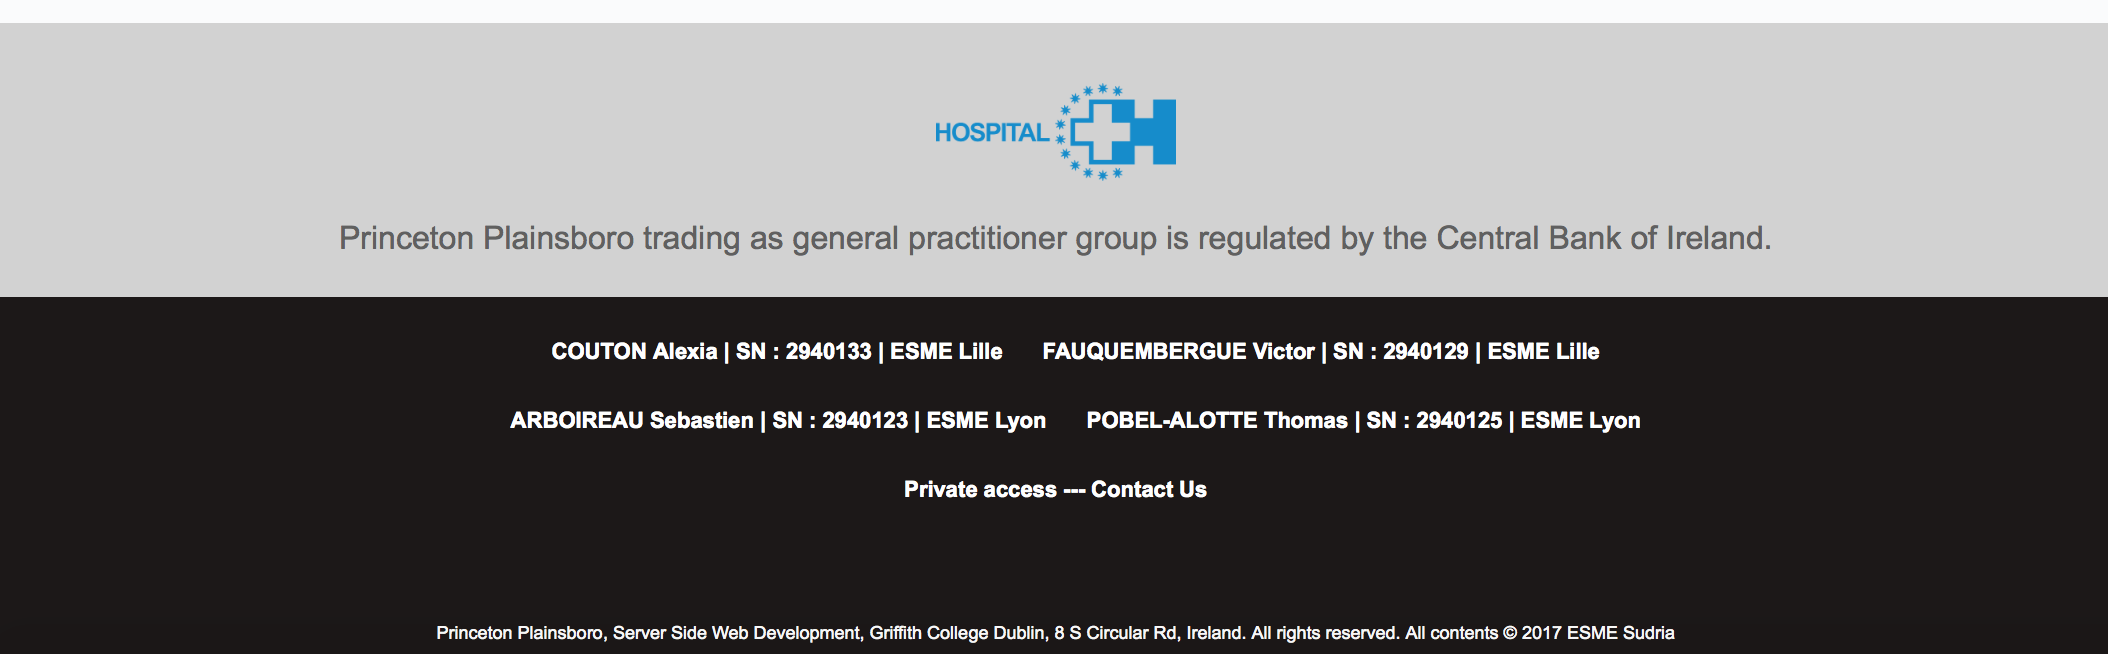 HOSPITAL
Princeton Plainsboro trading as general practitioner group is regulated by the Central Bank of Ireland.
COUTON Alexia | SN : 2940133 | ESME Lille FAUQUEMBERGUE Victor | SN : 2940129 | ESME Lille
ARBOIREAU Sebastien | SN : 2940123 | ESME Lyon POBEL-ALOTTE Thomas | SN : 2940125 | ESME Lyon
Private access --- Contact Us
Princeton Plainsboro, Server Side Web Development, Griffith College Dublin, 8 S Circular Rd, Ireland. All rights reserved. All contents © 2017 ESME Sudria